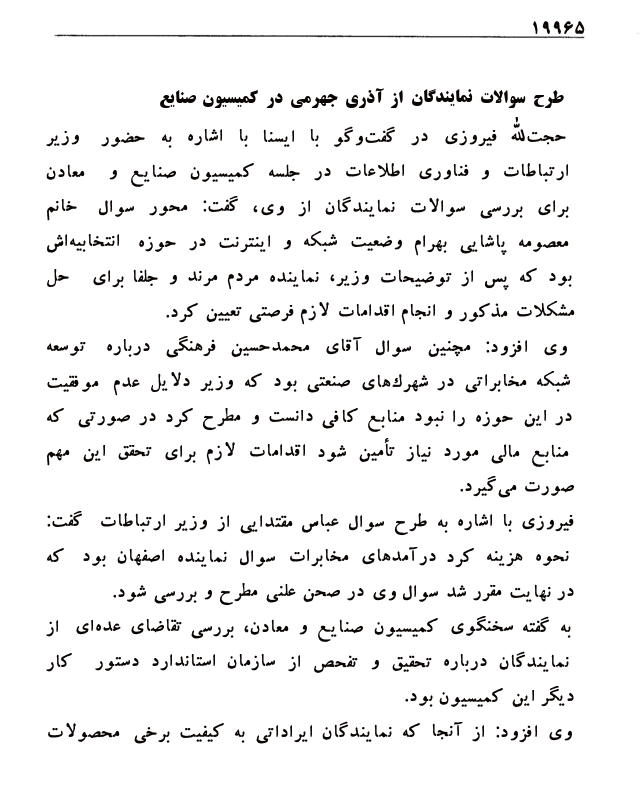 ۱۹۹۶۵
طرح سوالات نمایندگان از آذری جهرمی در کمیسیون صنایع
حجت‌الله فیروزی در گفت‌وگو با ایسنا با اشاره به حضور وزیر
ارتباطات و فناوری اطلاعات در جلسه کمیسیون صنایع و معادن
برای بررسی سوالات نمایندگان از وی، گفت: محور سوال خانم
معصومه پاشایی بهرام وضعیت شبکه و اینترنت در حوزه انتخابیه‌اش
بود که پس از توضیحات وزیر، نماینده مردم مرند و جلفا برای حل
مشکلات مذکور و انجام اقدامات لازم فرصتی تعیین کرد.
وی افزود: مچنین سوال آقای محمدحسین فرهنگی درباره توسعه
شبکه مخابراتی در شهرک‌های صنعتی بود که وزیر دلایل عدم موفقیت
در این حوزه را نبود منابع کافی دانست و مطرح کرد در صورتی که
منابع مالی مورد نیاز تأمین شود اقدامات لازم برای تحقق این مهم
صورت می‌گیرد.
فیروزی با اشاره به طرح سوال عباس مقتدایی از وزیر ارتباطات گفت:
نحوه هزینه کرد درآمدهای مخابرات سوال نماینده اصفهان بود که
در نهایت مقرر شد سوال وی در صحن علنی مطرح و بررسی شود.
به گفته سخنگوی کمیسیون صنایع و معادن، بررسی تقاضای عده‌ای از
نمایندگان درباره تحقیق و تفحص از سازمان استاندارد دستور کار
دیگر این کمیسیون بود.
وی افزود: از آنجا که نمایندگان ایراداتی به کیفیت برخی محصولات